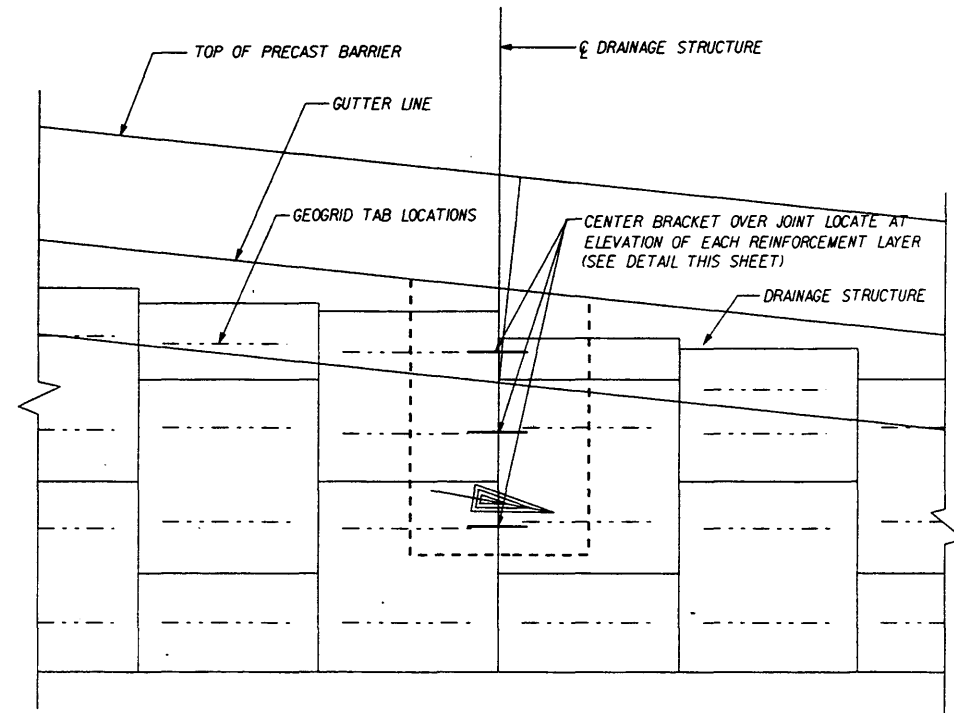 ℄ DRAINAGE STRUCTURE
TOP OF PRECAST BARRIER
GUTTER LINE
GEOGRID TAB LOCATIONS
CENTER BRACKET OVER JOINT LOCATE AT
ELEVATION OF EACH REINFORCEMENT LAYER
(SEE DETAIL THIS SHEET)
DRAINAGE STRUCTURE